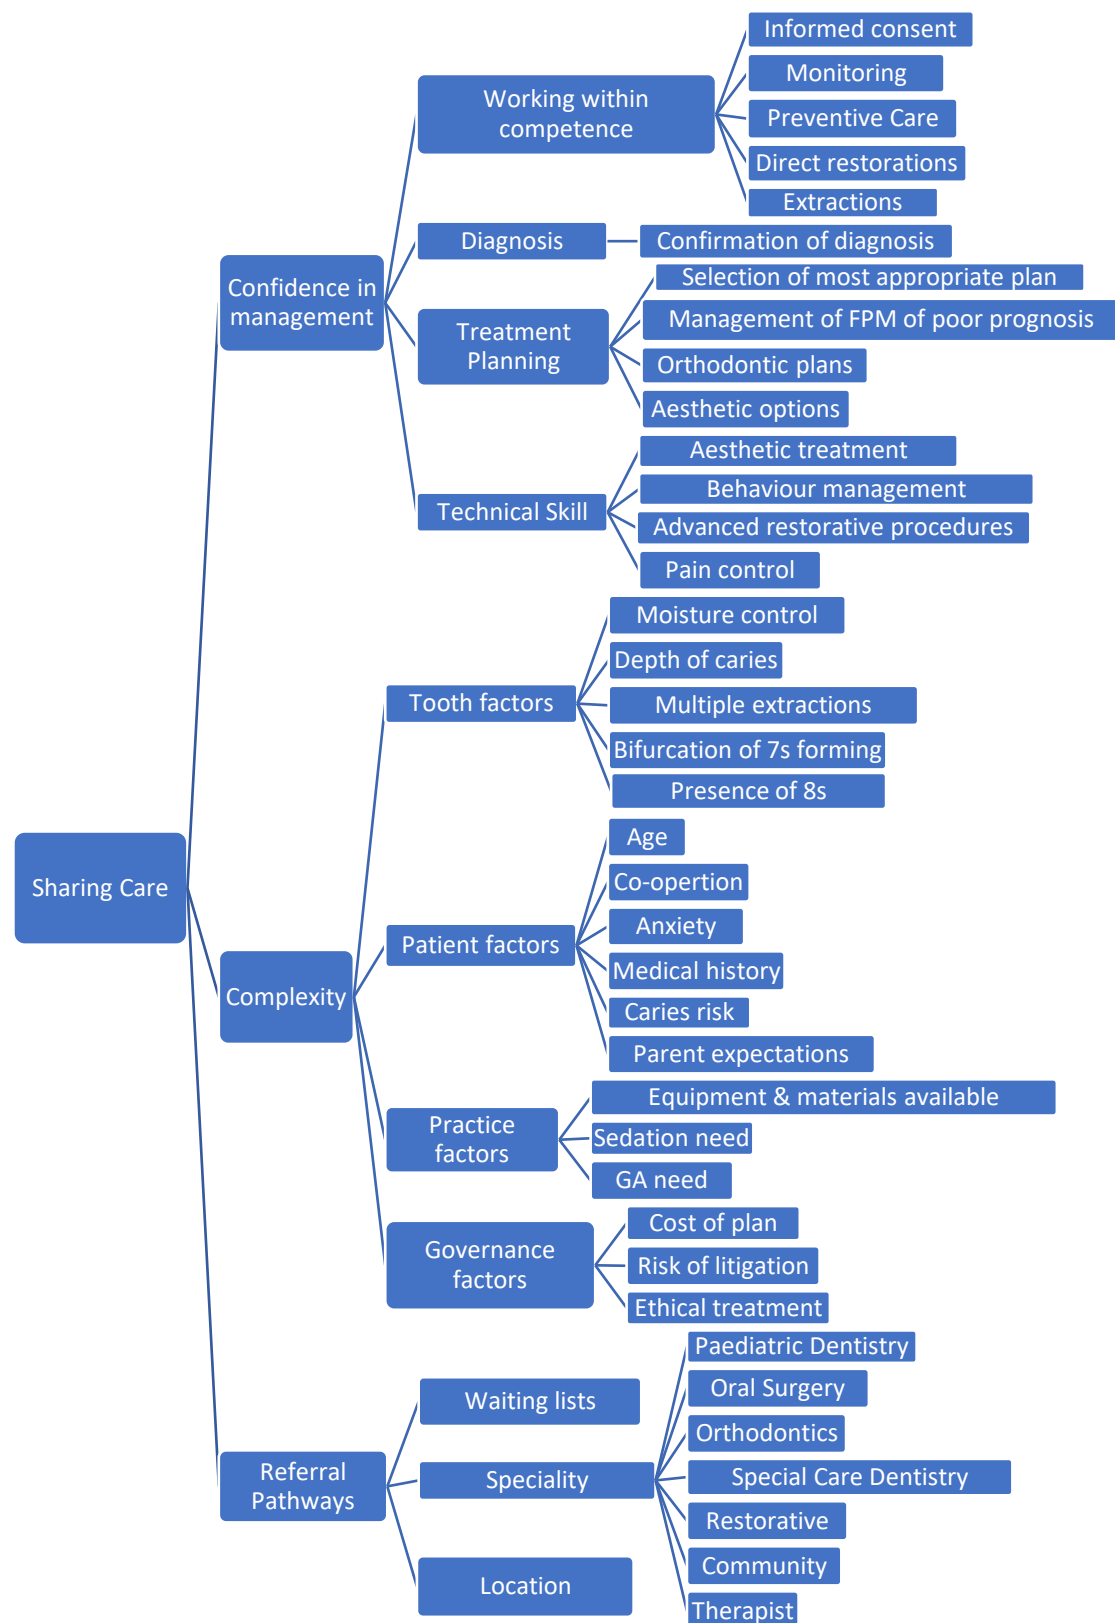 Sharing Care
Confidence in
management
Working within
competence
Informed consent
Monitoring
Preventive Care
Direct restorations
Extractions
Diagnosis
Confirmation of diagnosis
Treatment
Planning
Selection of most appropriate plan
Management of FPM of poor prognosis
Orthodontic plans
Aesthetic options
Technical Skill
Aesthetic treatment
Behaviour management
Advanced restorative procedures
Pain control
Complexity
Tooth factors
Moisture control
Depth of caries
Multiple extractions
Bifurcation of 7s forming
Presence of 8s
Patient factors
Age
Co-opertion
Anxiety
Medical history
Caries risk
Parent expectations
Practice
factors
Equipment & materials available
Sedation need
GA need
Governance
factors
Cost of plan
Risk of litigation
Ethical treatment
Referral
Pathways
Waiting lists
Speciality
Paediatric Dentistry
Oral Surgery
Orthodontics
Special Care Dentistry
Restorative
Community
Therapist
Location